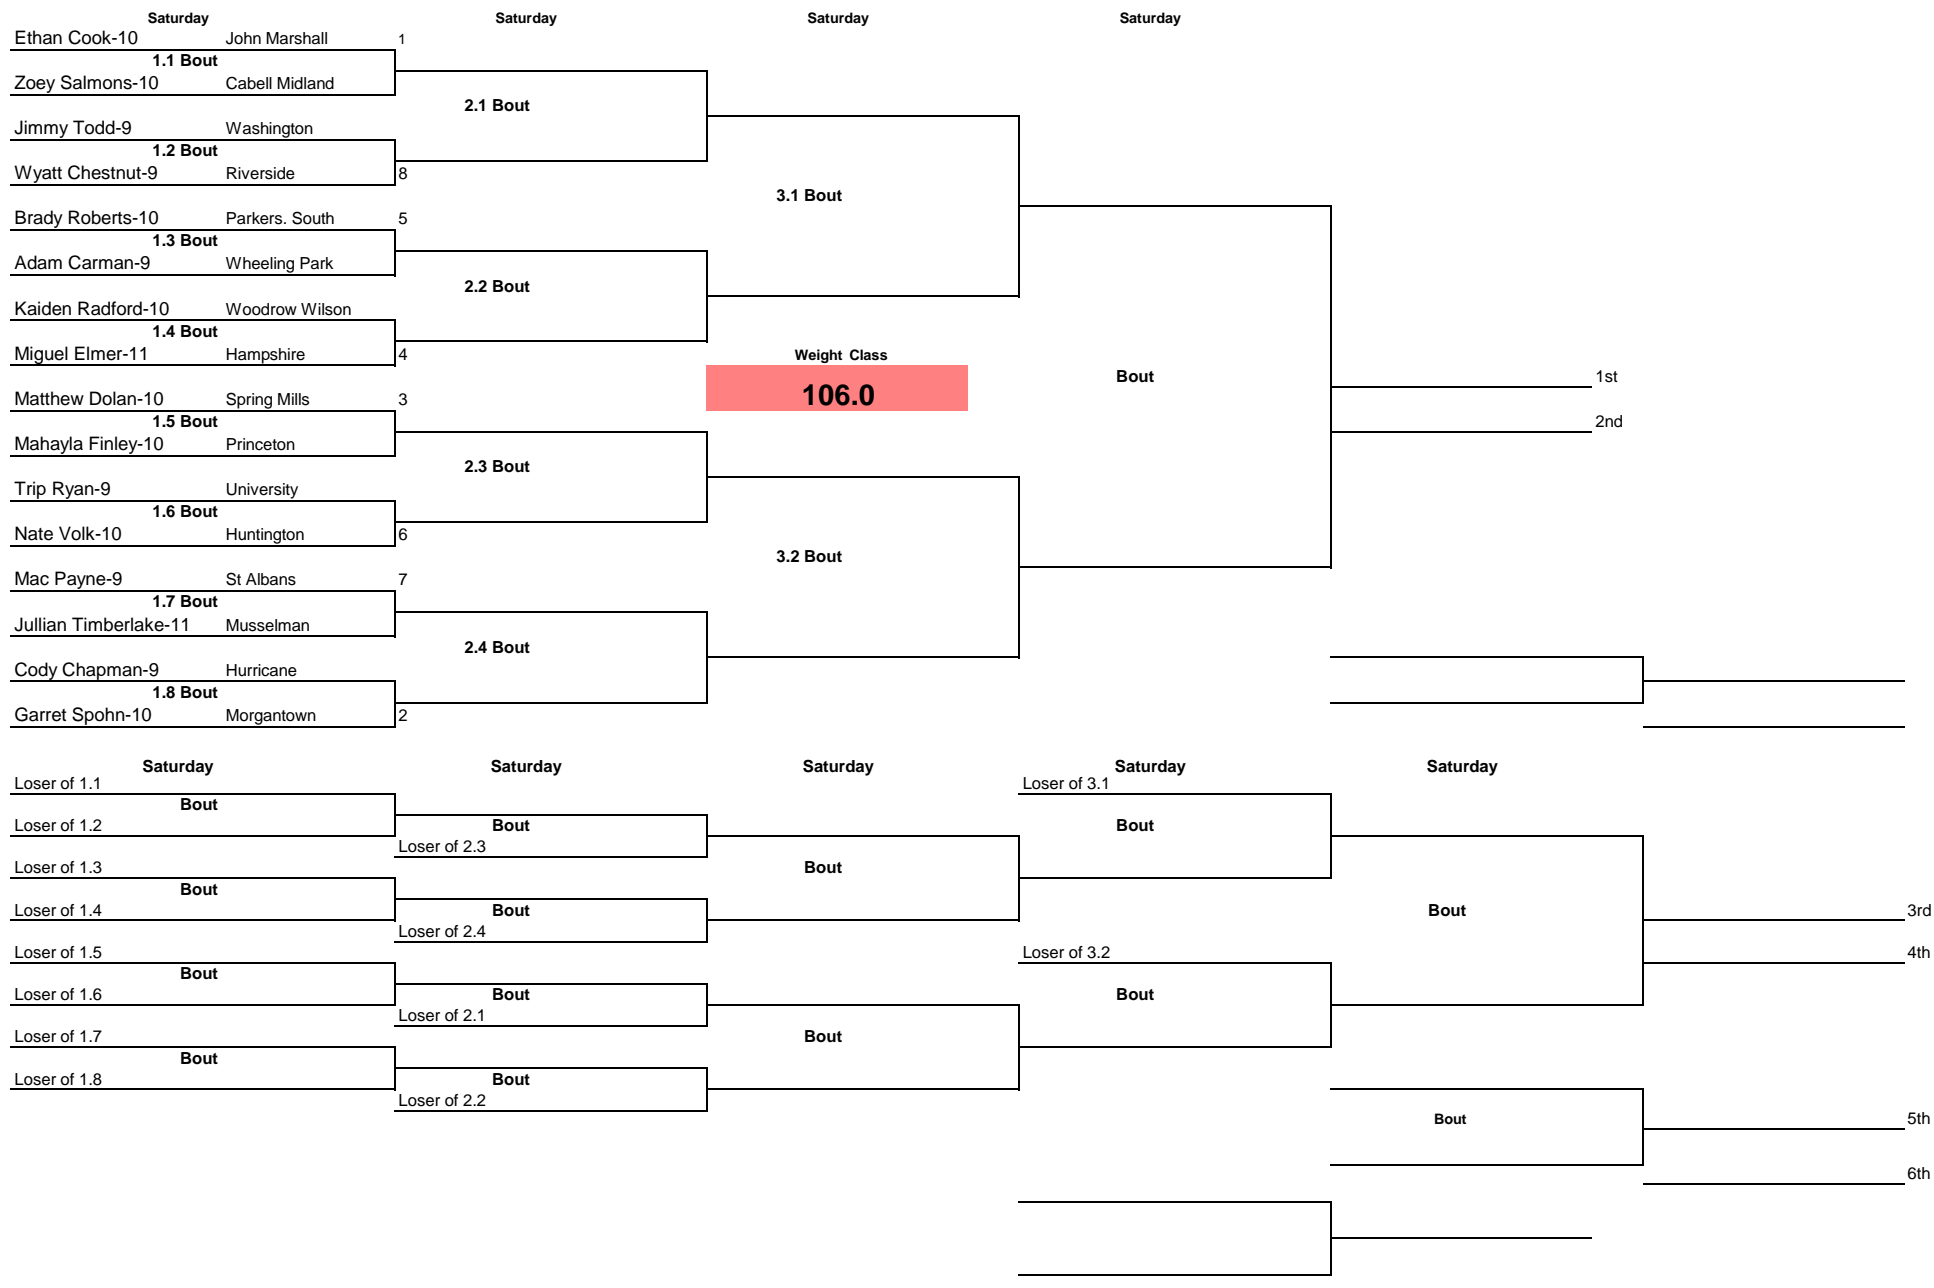 Saturday Saturday Saturday Saturday
Ethan Cook-10 John Marshall 1
1.1 Bout
Zoey Salmons-10 Cabell Midland
2.1 Bout
Jimmy Todd-9 Washington
1.2 Bout
Wyatt Chestnut-9 Riverside 8
3.1 Bout
Brady Roberts-10 Parkers. South 5
1.3 Bout
Adam Carman-9 Wheeling Park
2.2 Bout
Kaiden Radford-10 Woodrow Wilson
1.4 Bout
Miguel Elmer-11 Hampshire 4 Weight Class
Bout 1st
106.0
Matthew Dolan-10 Spring Mills 3
1.5 Bout 2nd
Mahayla Finley-10 Princeton
2.3 Bout
Trip Ryan-9 University
1.6 Bout
Nate Volk-10 Huntington 6
3.2 Bout
Mac Payne-9 St Albans 7
1.7 Bout
Jullian Timberlake-11 Musselman
2.4 Bout
Cody Chapman-9 Hurricane
1.8 Bout
Garret Spohn-10 Morgantown 2
Saturday Saturday Saturday Saturday Saturday
Loser of 1.1 Loser of 3.1
Bout
Loser of 1.2 Bout Bout
Loser of 2.3
Loser of 1.3 Bout
Bout
Loser of 1.4 Bout Bout 3rd
Loser of 2.4
Loser of 1.5 Loser of 3.2 4th
Bout
Loser of 1.6 Bout Bout
Loser of 2.1
Loser of 1.7 Bout
Bout
Loser of 1.8 Bout
Loser of 2.2
Bout 5th
6th